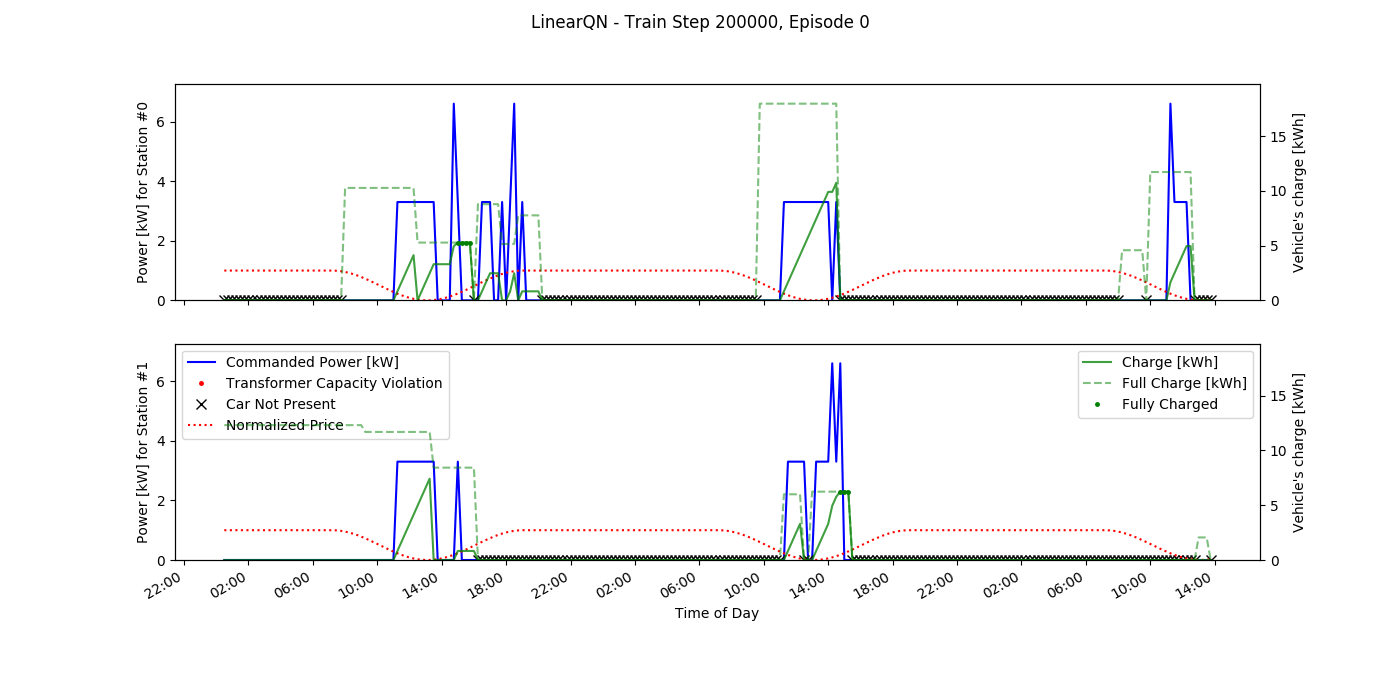 LinearQN - Train Step 200000, Episode 0
Power [kW] for Station #0
0
2
4
6
0
5
10
15
Vehicle's charge [kWh]
Power [kW] for Station #1
0
2
4
6
Commanded Power [kW]
Transformer Capacity Violation
Car Not Present
Normalized Price
Charge [kWh]
Full Charge [kWh]
Fully Charged
0
5
10
15
Vehicle's charge [kWh]
22:00 02:00 06:00 10:00 14:00 18:00 22:00 02:00 06:00 10:00 14:00 18:00 22:00 02:00 06:00 10:00 14:00
Time of Day